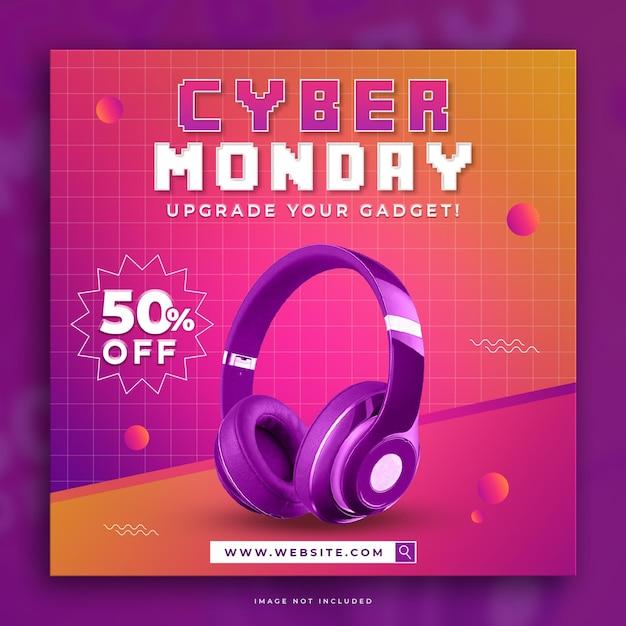 CYBER
MONDAY
UPGRADE YOUR GADGET!
50%
OFF
WWW.WEBSITE.COM
IMAGE NOT INCLUDED